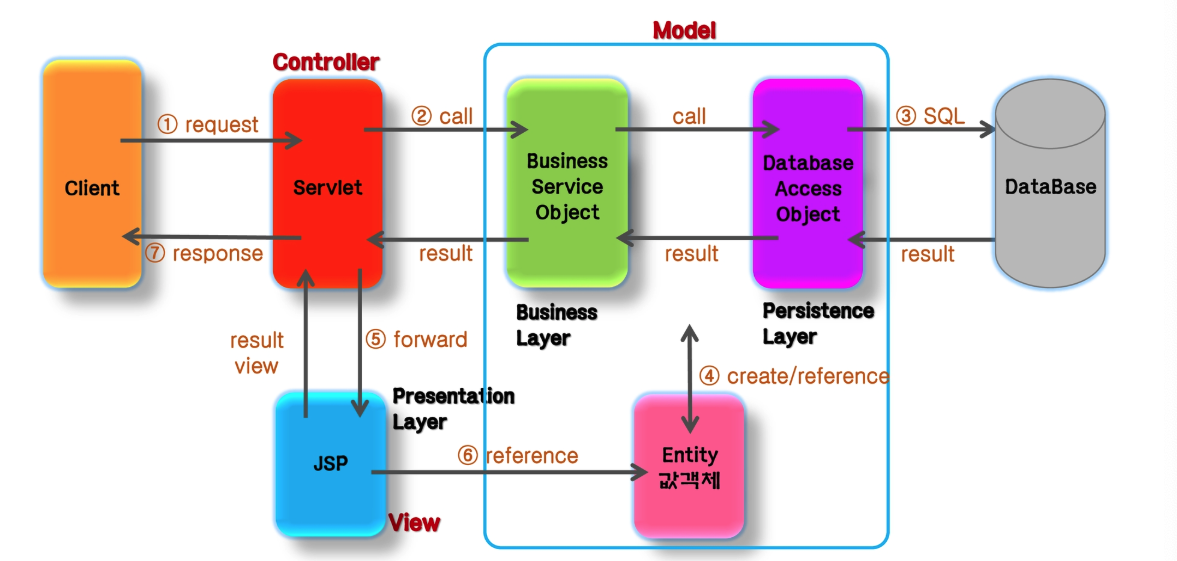 Model
Controller
① request
② call
call
③ SQL
Client
Servlet
Business
Service
Object
Database
Access
Object
DataBase
⑦ response
result
result
result
Business
Layer
Persistence
Layer
result
view
⑤ forward
④ create/reference
Presentation
Layer
JSP
⑥ reference
Entity
값객체
View